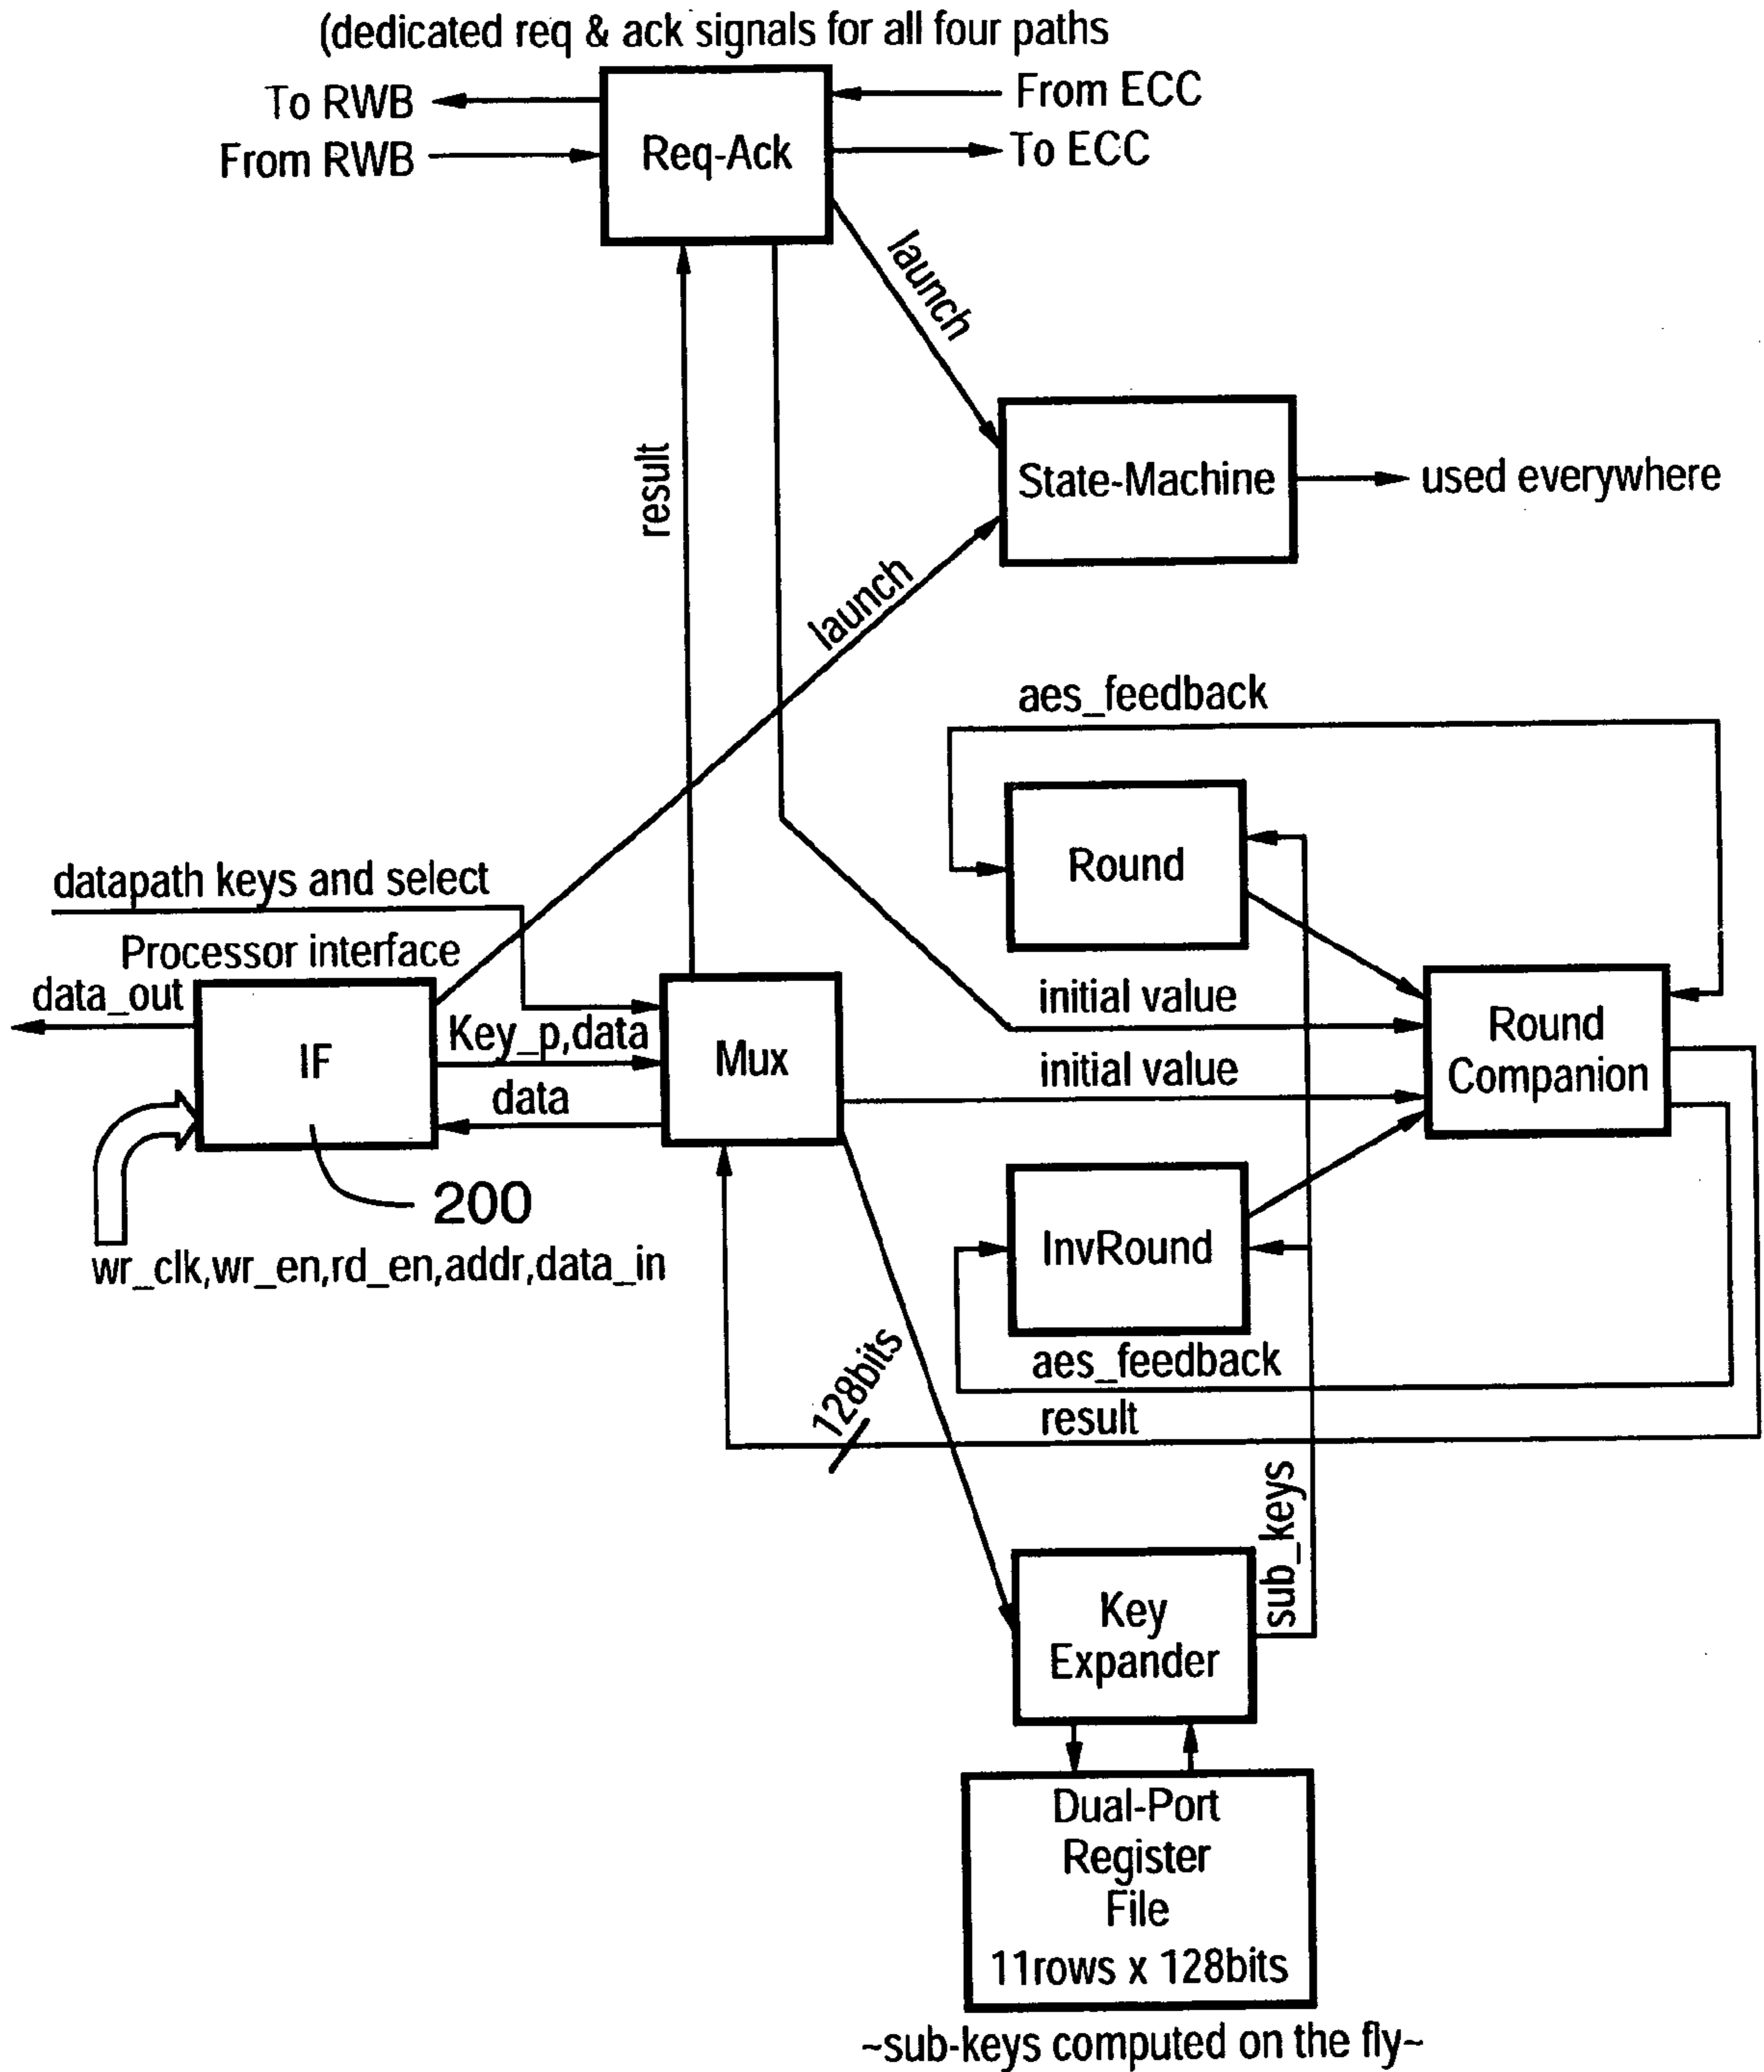 (dedicated req & ack signals for all four paths
To RWB
From ECC
From RWB
Req-Ack
To ECC
launch
result
State-Machine
used everywhere
launch
aes_feedback
Round
datapath keys and select
Processor interface
data_out
IF
Key_p,data
data
Mux
initial value
initial value
Round
Companion
200
wr_clk,wr_en,rd_en,addr,data_in
InvRound
aes_feedback
128bits
result
sub_keys
Key
Expander
Dual-Port
Register
File
11rows x 128bits
~sub-keys computed on the fly~